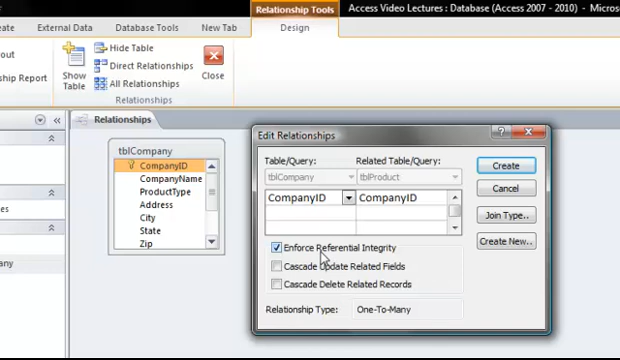 Relationship Tools
Access Video Lectures : Database (Access 2007 - 2010) - Micros
eate
External Data
Database Tools
New Tab
Design
out
ship Report
Show Table
Hide Table
Direct Relationships
All Relationships
Close
Relationships
Relationships
tblCompany
CompanyID
CompanyName
ProductType
Address
City
State
Zip
es
any
Edit Relationships
?
Table/Query:
Related Table/Query:
tblCompany
tblProduct
CompanyID
CompanyID
Create
Cancel
Join Type..
Create New..
Enforce Referential Integrity
Cascade Update Related Fields
Cascade Delete Related Records
Relationship Type:
One-To-Many